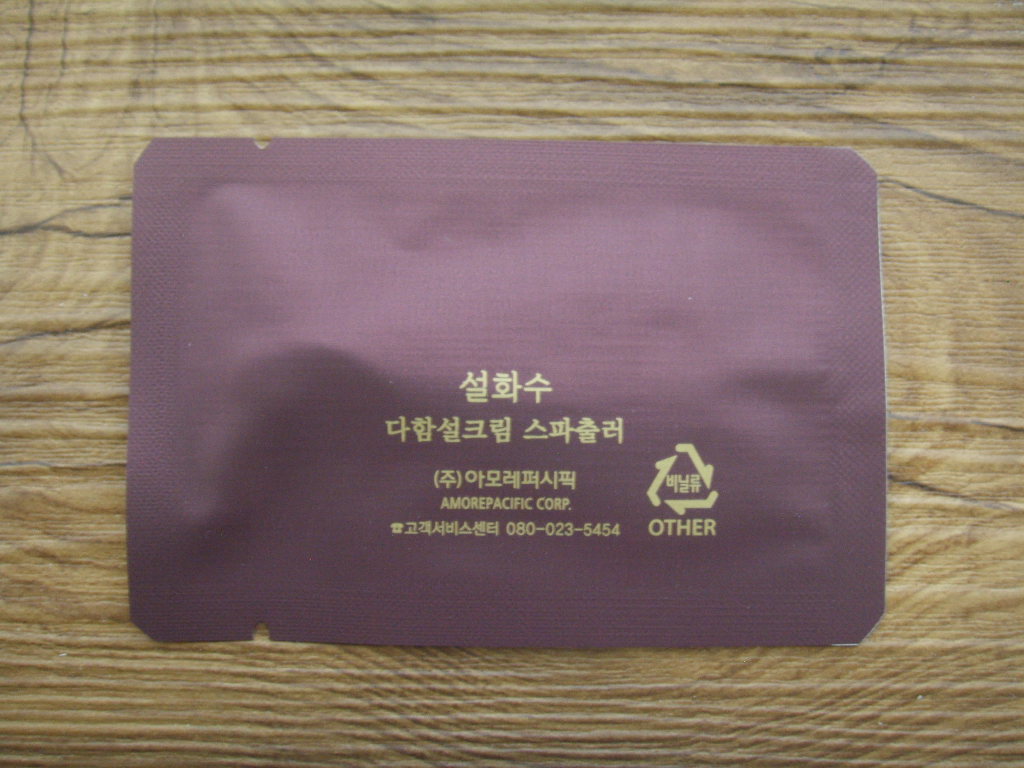 설화수
다함설크림 스파출러
(주)아모레퍼시픽
AMOREPACIFIC CORP.
☎고객서비스센터 080-023-5454
비닐류
OTHER